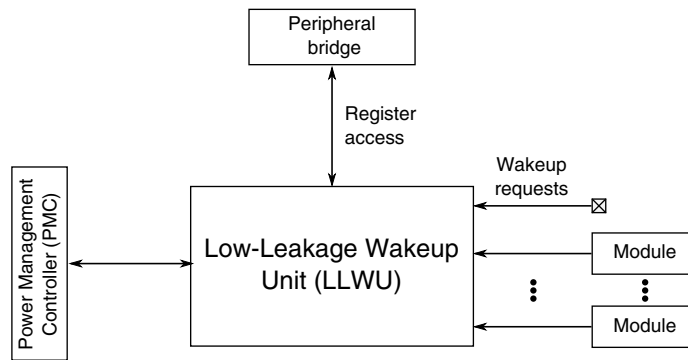 Peripheral
bridge
Register
access
Wakeup
requests
Power Management
Controller (PMC)
Low-Leakage Wakeup
Unit (LLWU)
Module
Module